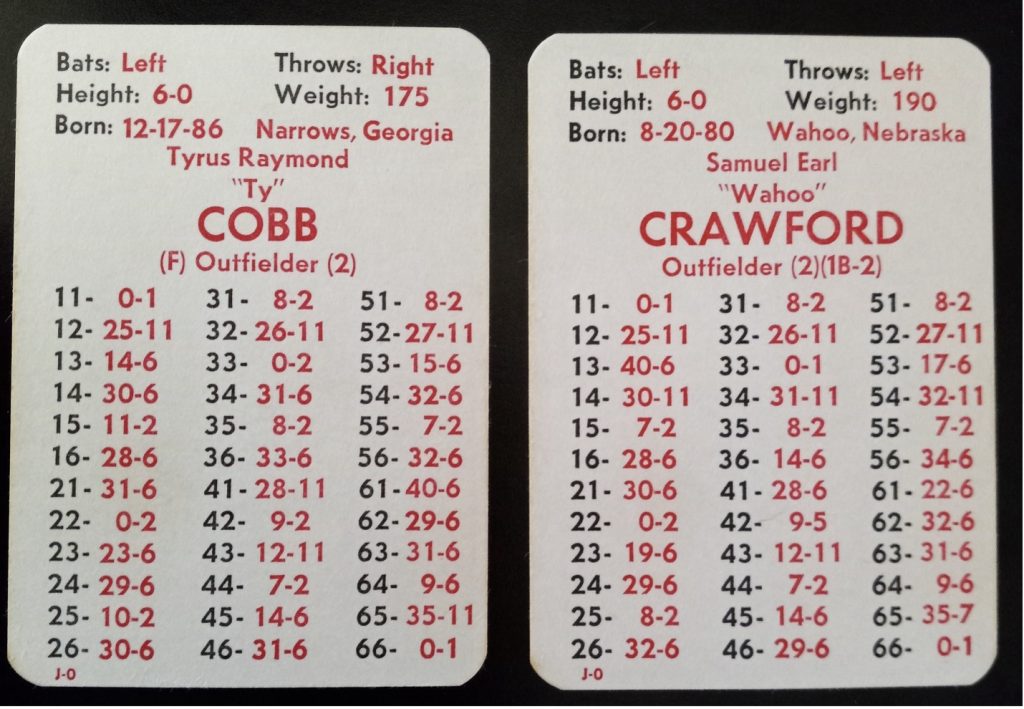 Bats: Left Throws: Right
Height: 6-0 Weight: 175
Born: 12-17-86 Narrows, Georgia
Tyrus Raymond
"Ty"
COBB
(F) Outfielder (2)
11- 0-1 31- 8-2 51- 8-2
12- 25-11 32- 26-11 52- 27-11
13- 14-6 33- 0-2 53- 15-6
14- 30-6 34- 31-6 54- 32-6
15- 11-2 35- 8-2 55- 7-2
16- 28-6 36- 33-6 56- 32-6
21- 31-6 41- 28-11 61- 40-6
22- 0-2 42- 9-2 62- 29-6
23- 23-6 43- 12-11 63- 31-6
24- 29-6 44- 7-2 64- 9-6
25- 10-2 45- 14-6 65- 35-11
26- 30-6 46- 31-6 66- 0-1
J-0
Bats: Left Throws: Left
Height: 6-0 Weight: 190
Born: 8-20-80 Wahoo, Nebraska
Samuel Earl
"Wahoo"
CRAWFORD
Outfielder (2)(1B-2)
11- 0-1 31- 8-2 51- 8-2
12- 25-11 32- 26-11 52- 27-11
13- 40-6 33- 0-1 53- 17-6
14- 30-11 34- 31-11 54- 32-11
15- 7-2 35- 8-2 55- 7-2
16- 28-6 36- 14-6 56- 34-6
21- 30-6 41- 28-6 61- 22-6
22- 0-2 42- 9-5 62- 32-6
23- 19-6 43- 12-11 63- 31-6
24- 29-6 44- 7-2 64- 9-6
25- 8-2 45- 14-6 65- 35-7
26- 32-6 46- 29-6 66- 0-1
J-0